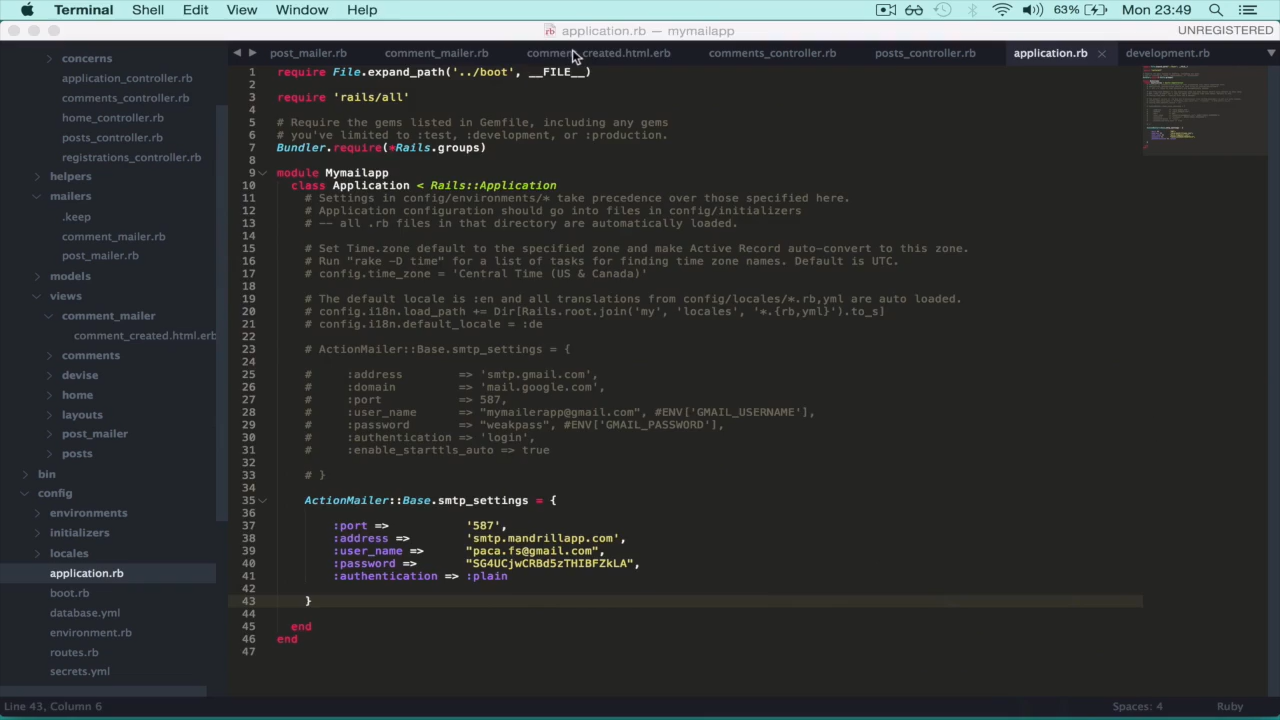 Terminal Shell Edit View Window Help 63% Mon 23:49
application.rb — mymailapp UNREGISTERED
post_mailer.rb comment_mailer.rb comment_created.html.erb comments_controller.rb posts_controller.rb application.rb development.rb
concerns
application_controller.rb
comments_controller.rb
home_controller.rb
posts_controller.rb
registrations_controller.rb
helpers
mailers
.keep
comment_mailer.rb
post_mailer.rb
models
views
comment_mailer
comment_created.html.erb
comments
devise
home
layouts
post_mailer
posts
bin
config
environments
initializers
locales
application.rb
boot.rb
database.yml
environment.rb
routes.rb
secrets.yml
1 require File.expand_path('../boot', __FILE__)
2
3 require 'rails/all'
4
5 # Require the gems listed in Gemfile, including any gems
6 # you've limited to :test, :development, or :production.
7 Bundler.require(*Rails.groups)
8
9 module Mymailapp
10 class Application < Rails::Application
11 # Settings in config/environments/* take precedence over those specified here.
12 # Application configuration should go into files in config/initializers
13 # -- all .rb files in that directory are automatically loaded.
14
15 # Set Time.zone default to the specified zone and make Active Record auto-convert to this zone.
16 # Run "rake -D time" for a list of tasks for finding time zone names. Default is UTC.
17 # config.time_zone = 'Central Time (US & Canada)'
18
19 # The default locale is :en and all translations from config/locales/*.rb,yml are auto loaded.
20 # config.i18n.load_path += Dir[Rails.root.join('my', 'locales', '*.{rb,yml}').to_s]
21 # config.i18n.default_locale = :de
22
23 # ActionMailer::Base.smtp_settings = {
24
25 # :address => 'smtp.gmail.com',
26 # :domain => 'mail.google.com',
27 # :port => 587,
28 # :user_name => "mymailerapp@gmail.com", #ENV['GMAIL_USERNAME'],
29 # :password => "weakpass", #ENV['GMAIL_PASSWORD'],
30 # :authentication => 'login',
31 # :enable_starttls_auto => true
32
33 # }
34
35 ActionMailer::Base.smtp_settings = {
36
37 :port => '587',
38 :address => 'smtp.mandrillapp.com',
39 :user_name => "paca.fs@gmail.com",
40 :password => "SG4UCjwCRBd5zTHIBFZkLA",
41 :authentication => :plain
42
43 }
44
45 end
46 end
47
Line 43, Column 6 Spaces: 4 Ruby